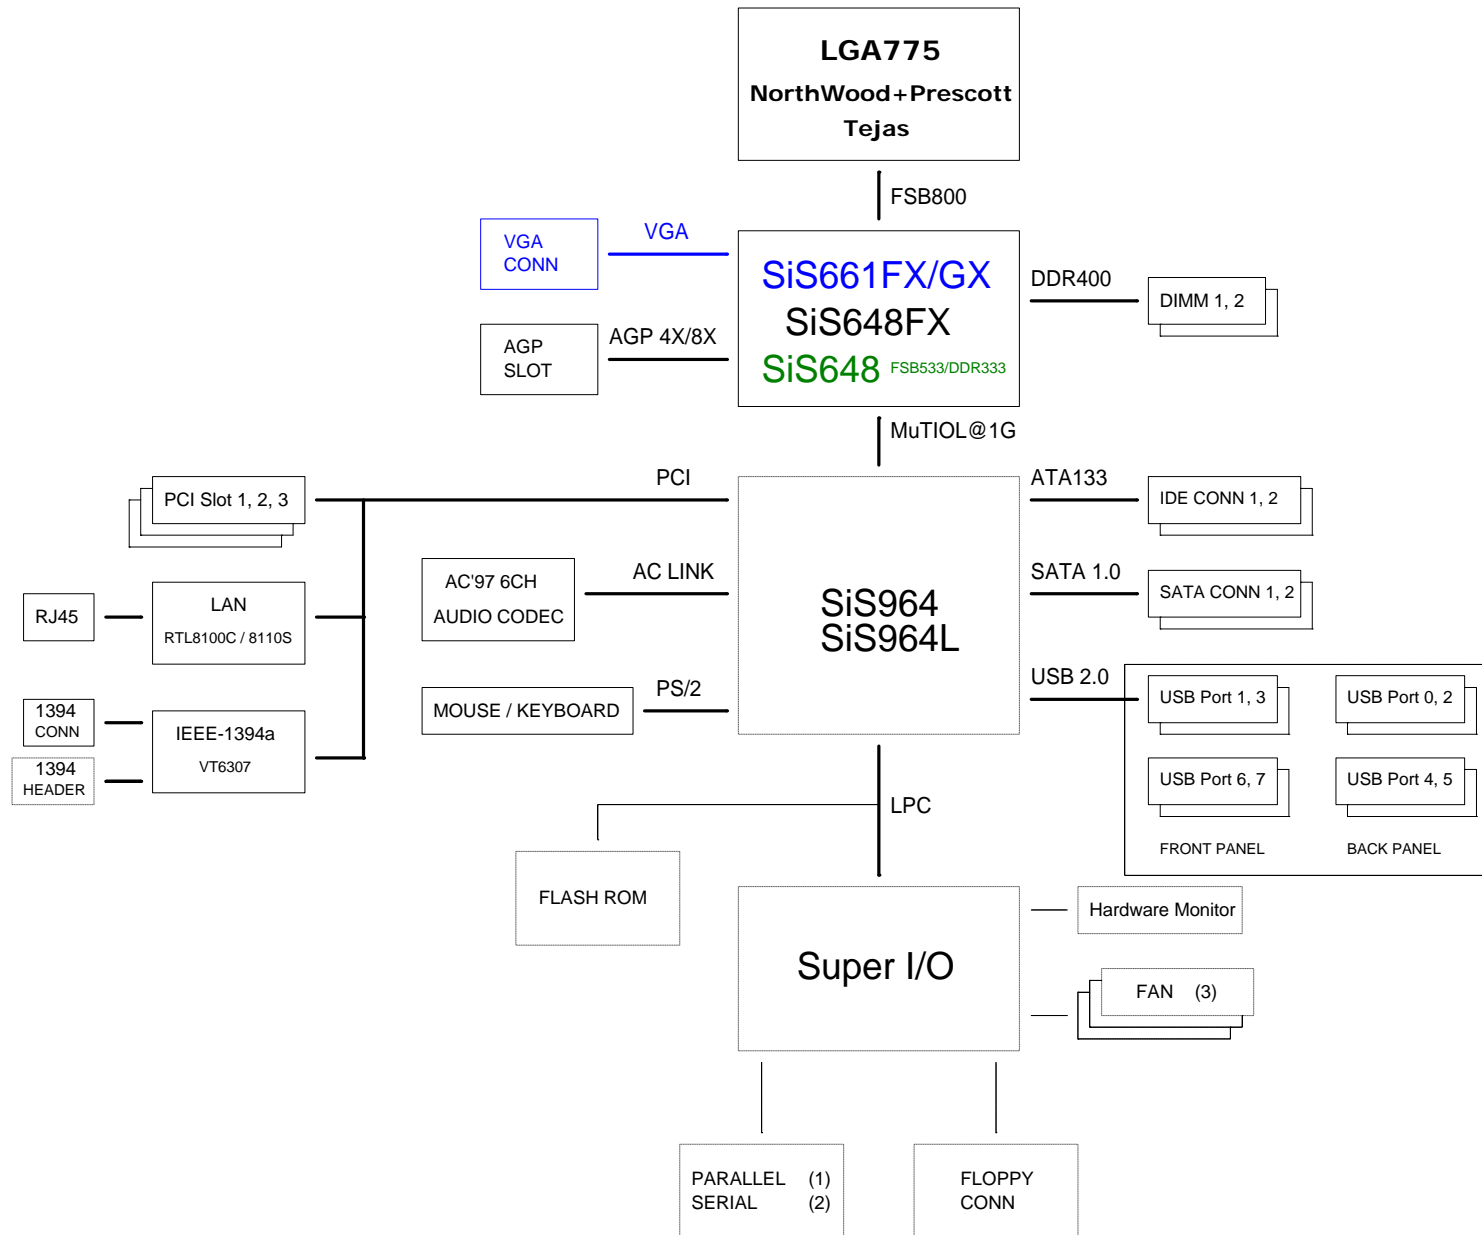 LGA775
NorthWood+Prescott
Tejas
FSB800
VGA
CONN
VGA
SiS661FX/GX
SiS648FX
SiS648 FSB533/DDR333
DDR400
DIMM 1, 2
AGP
SLOT
AGP 4X/8X
MuTIOL@1G
PCI Slot 1, 2, 3
PCI
ATA133
IDE CONN 1, 2
AC'97 6CH
AUDIO CODEC
AC LINK
SiS964
SiS964L
SATA 1.0
SATA CONN 1, 2
RJ45
LAN
RTL8100C / 8110S
MOUSE / KEYBOARD
PS/2
USB 2.0
USB Port 1, 3
USB Port 0, 2
USB Port 6, 7
USB Port 4, 5
FRONT PANEL
BACK PANEL
1394
CONN
1394
HEADER
IEEE-1394a
VT6307
LPC
FLASH ROM
Super I/O
Hardware Monitor
FAN (3)
PARALLEL (1)
SERIAL (2)
FLOPPY
CONN